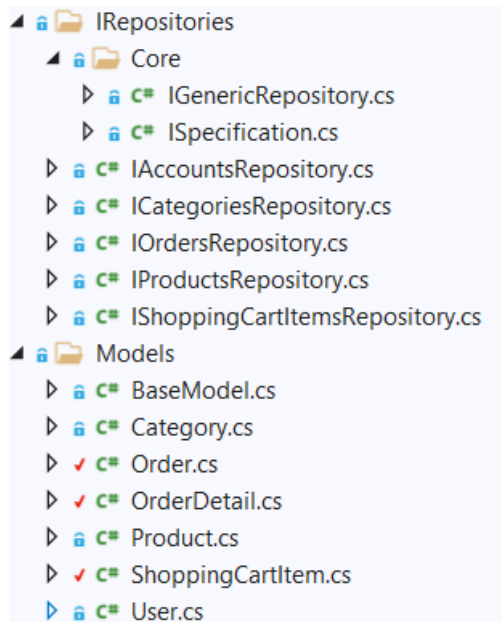 IRepositories
Core
C# IGenericRepository.cs
C# ISpecification.cs
C# IAccountsRepository.cs
C# ICategoriesRepository.cs
C# IOrdersRepository.cs
C# IProductsRepository.cs
C# IShoppingCartItemsRepository.cs
Models
C# BaseModel.cs
C# Category.cs
C# Order.cs
C# OrderDetail.cs
C# Product.cs
C# ShoppingCartItem.cs
C# User.cs